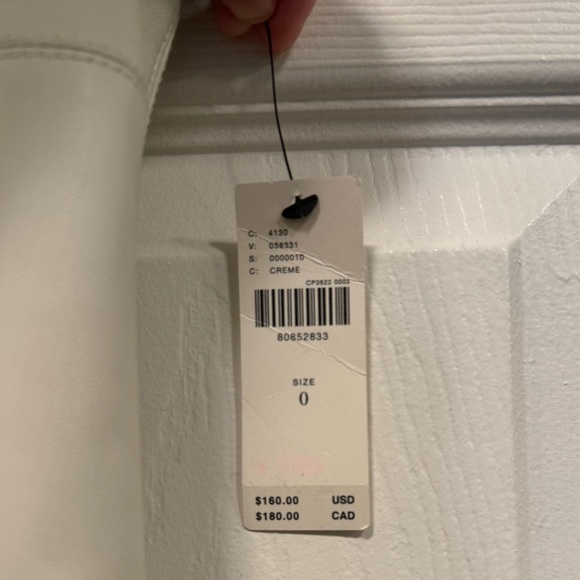 C: 4130
V: 058331
S: 0000010
C: CREME
CP3822 0003
80652833
SIZE
0
$160.00 USD
$180.00 CAD